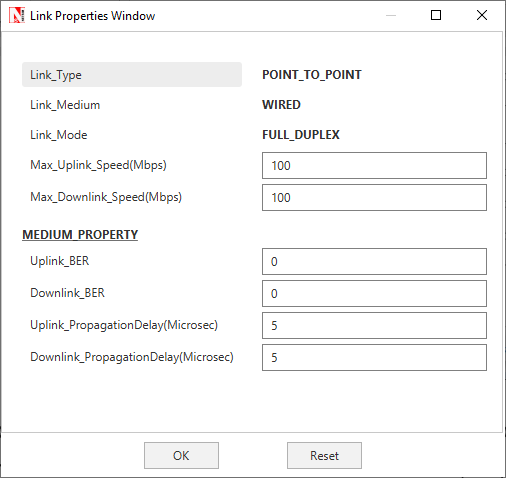 Link Properties Window
Link_Type POINT_TO_POINT
Link_Medium WIRED
Link_Mode FULL_DUPLEX
Max_Uplink_Speed(Mbps) 100
Max_Downlink_Speed(Mbps) 100
MEDIUM_PROPERTY
Uplink_BER 0
Downlink_BER 0
Uplink_PropagationDelay(Microsec) 5
Downlink_PropagationDelay(Microsec) 5
OK Reset